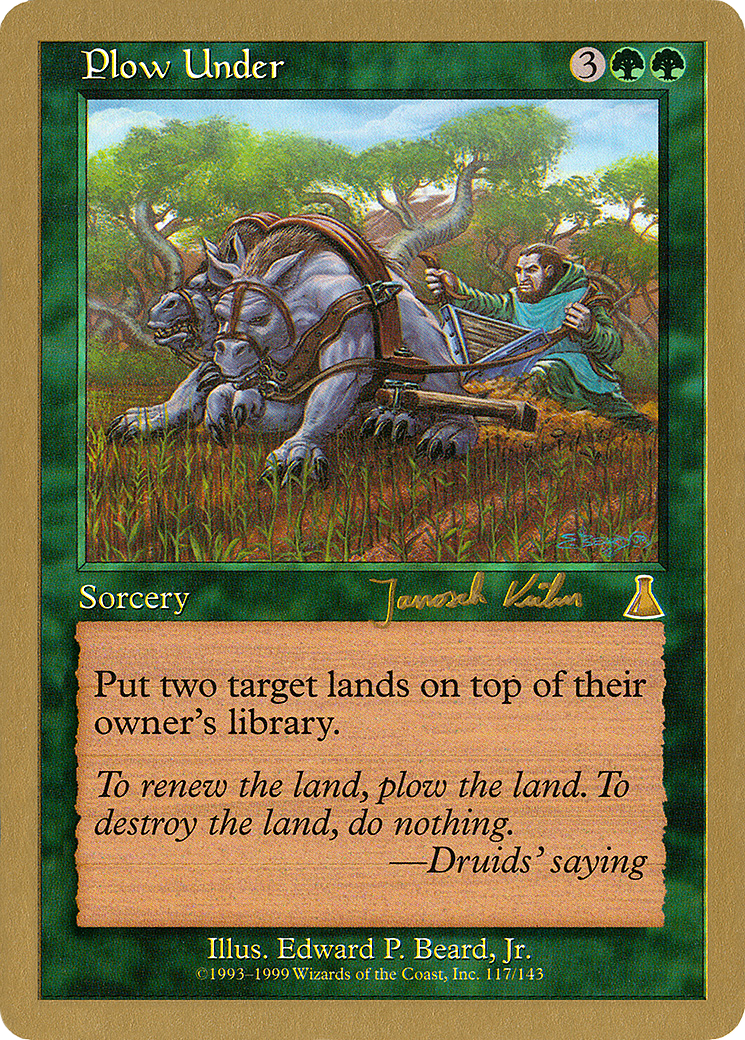 Plow Under
3
E. Beard Jr.
Sorcery
Janosch Kühn
Put two target lands on top of their
owner's library.
To renew the land, plow the land. To
destroy the land, do nothing.
—Druids' saying
Illus. Edward P. Beard, Jr.
©1993–1999 Wizards of the Coast, Inc. 117/143